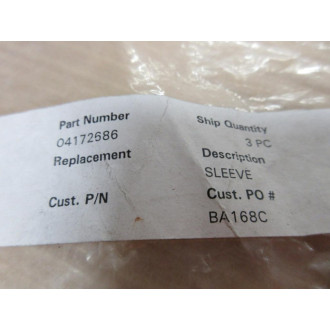 Part Number
04172686
Replacement
Cust. P/N
Ship Quantity
3 PC
Description
SLEEVE
Cust. PO #
BA168C